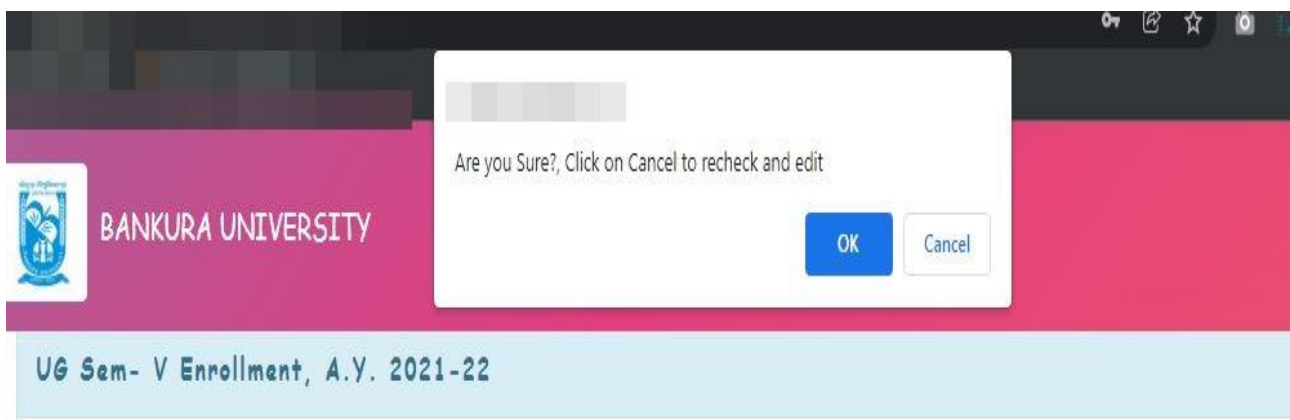 Are you Sure?, Click on Cancel to recheck and edit
OK Cancel
BANKURA UNIVERSITY
UG Sem- V Enrollment, A.Y. 2021-22